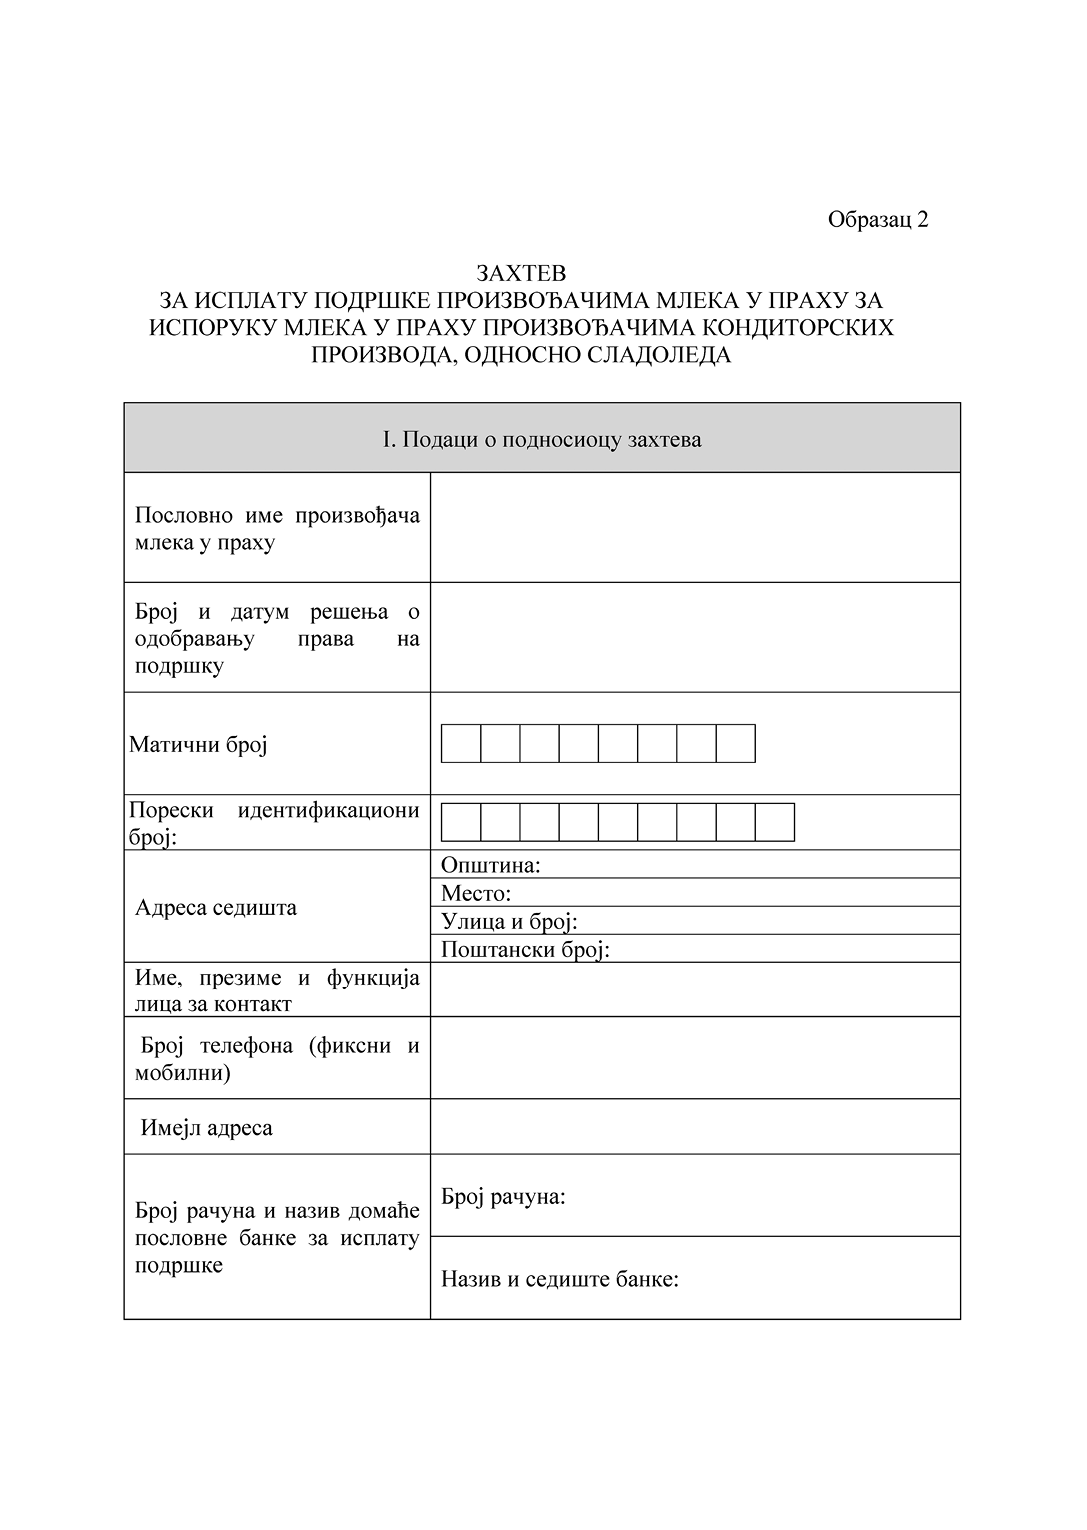 Образац 2
ЗАХТЕВ
ЗА ИСПЛАТУ ПОДРШКЕ ПРОИЗВОЂАЧИМА МЛЕКА У ПРАХУ ЗА
ИСПОРУКУ МЛЕКА У ПРАХУ ПРОИЗВОЂАЧИМА КОНДИТОРСКИХ
ПРОИЗВОДА, ОДНОСНО СЛАДОЛЕДА
I. Подаци о подносиоцу захтева
Пословно име произвођача
млека у праху
Број и датум решења о
одобравању права на
подршку
Матични број
Порески идентификациони
број:
Адреса седишта
Општина:
Место:
Улица и број:
Поштански број:
Име, презиме и функција
лица за контакт
Број телефона (фиксни и
мобилни)
Имејл адреса
Број рачуна и назив домаће
пословне банке за исплату
подршке
Број рачуна:
Назив и седиште банке: